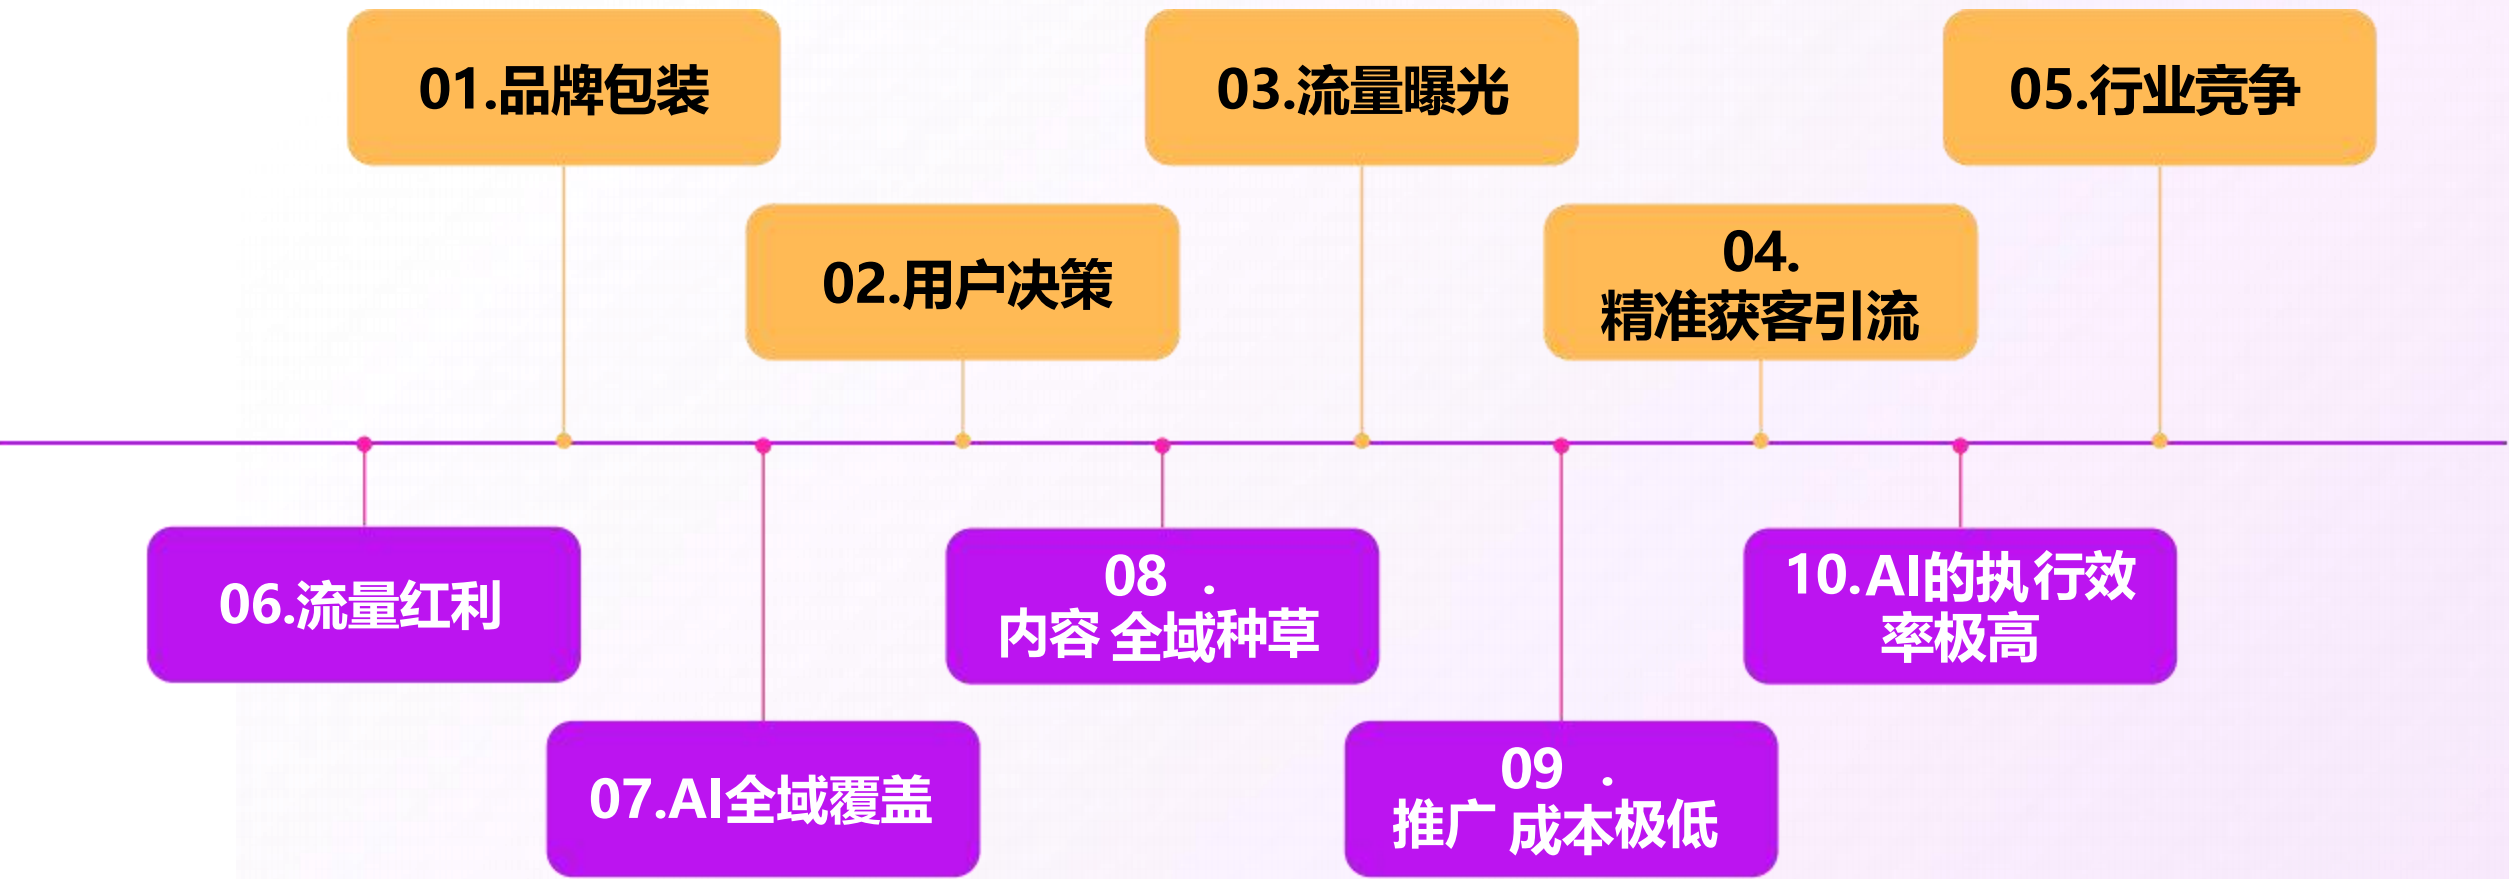 01.品牌包装
02.用户决策
03.流量曝光
04.
精准获客引流
05.行业竞争
06.流量红利
07.AI全域覆盖
08 .
内容全域种草
09 .
推广成本极低
10.AI的执行效
率极高